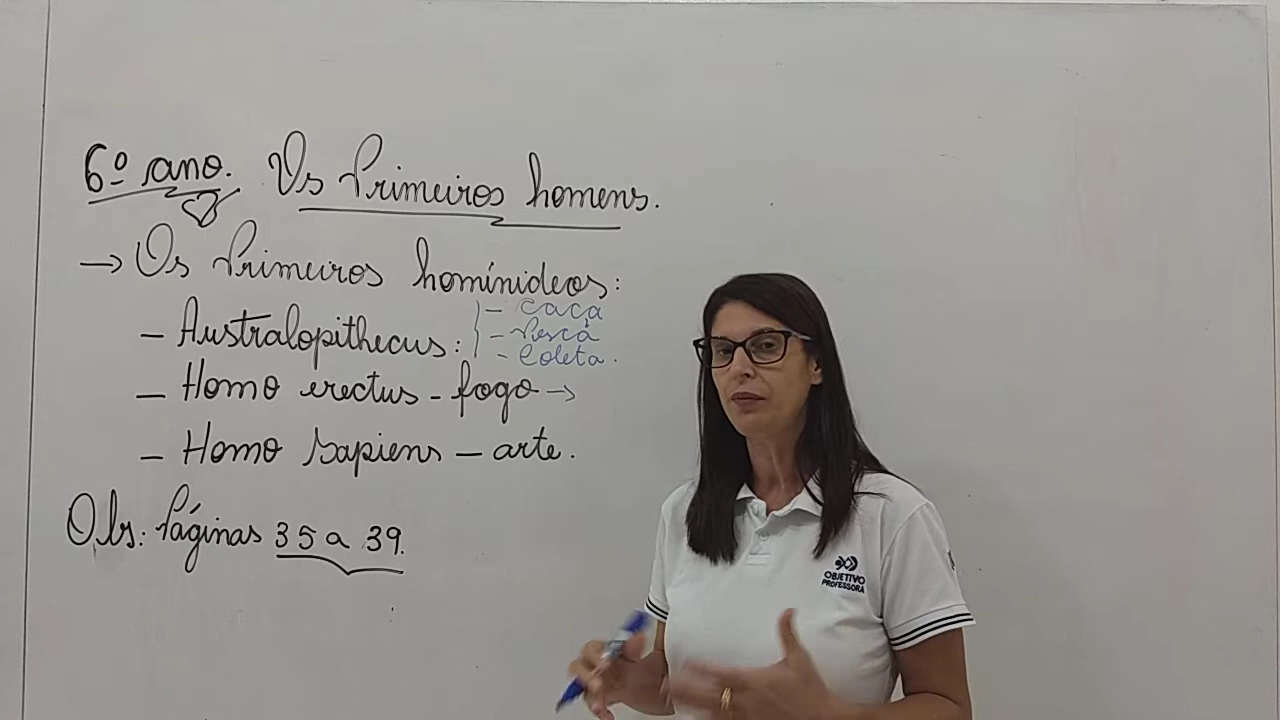 6º ano. Os Primeiros homens.
→ Os Primeiros homínideos:
- Australopithecus: - Caça
- Pesca
- Coleta.
- Homo erectus - fogo →
- Homo Sapiens - arte.
Obs: Páginas 35 a 39.
OBJETIVO
PROFESSORA